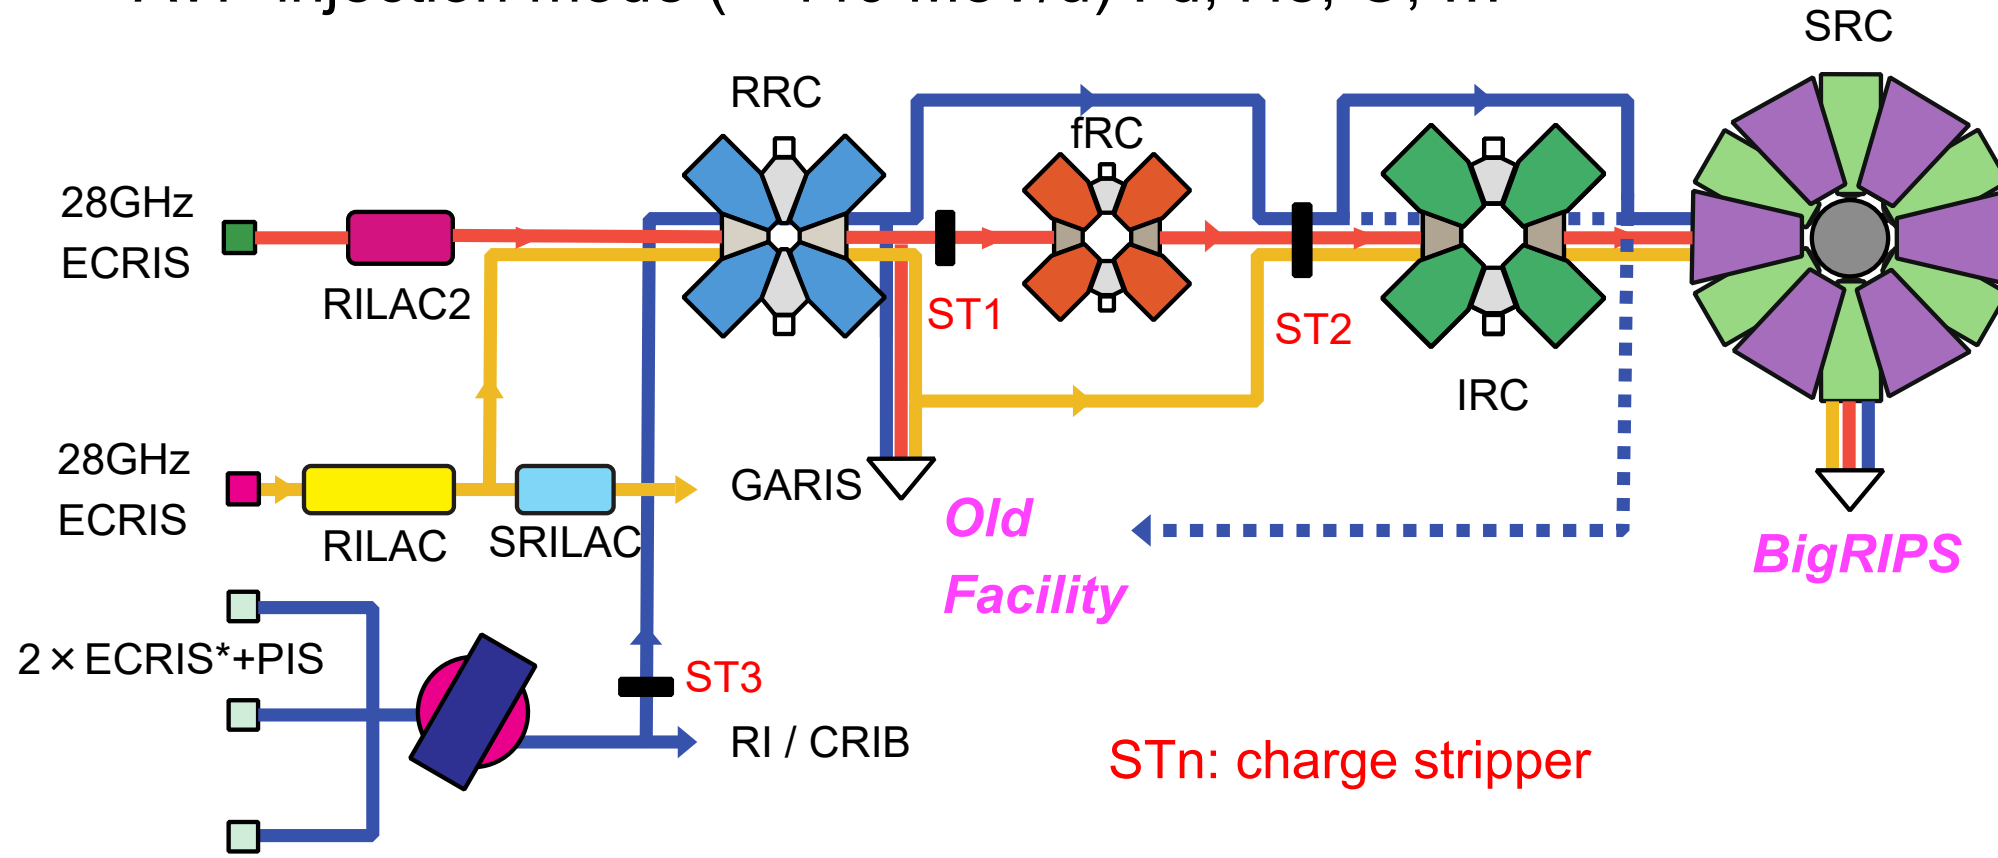 SRC
RRC
fRC
28GHz
ECRIS
RILAC2
ST1
ST2
IRC
28GHz
ECRIS
RILAC
SRILAC
GARIS
Old
Facility
BigRIPS
2×ECRIS*+PIS
ST3
RI / CRIB
STn: charge stripper